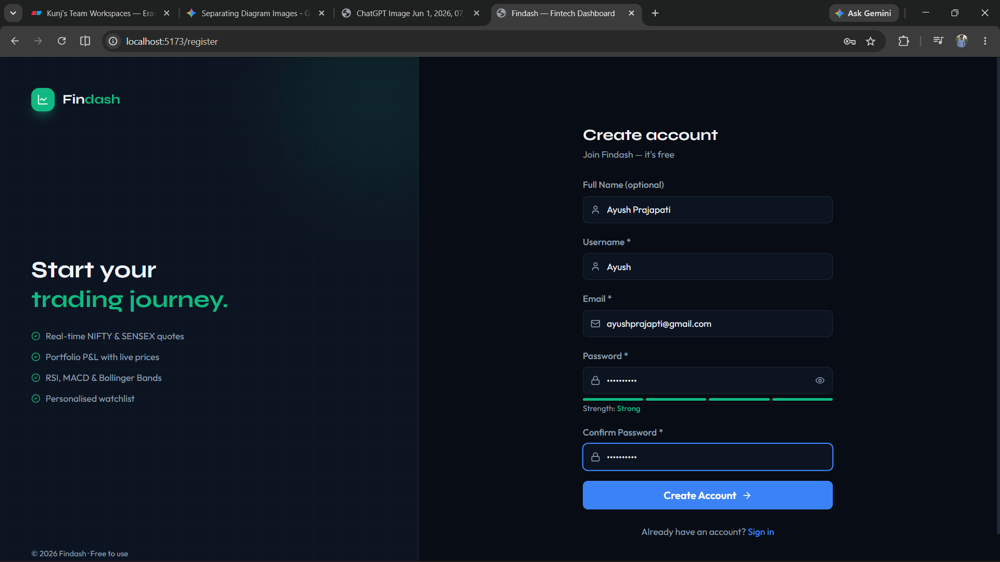 Kunj's Team Workspaces — Eras
Separating Diagram Images - G
ChatGPT Image Jun 1, 2026, 07_
Findash — Fintech Dashboard
Ask Gemini
localhost:5173/register
Findash
Start your
trading journey.
Real-time NIFTY & SENSEX quotes
Portfolio P&L with live prices
RSI, MACD & Bollinger Bands
Personalised watchlist
© 2026 Findash · Free to use
Create account
Join Findash — it's free
Full Name (optional)
Ayush Prajapati
Username *
Ayush
Email *
ayushprajapti@gmail.com
Password *
••••••••••
Strength: Strong
Confirm Password *
••••••••••
Create Account →
Already have an account? Sign in